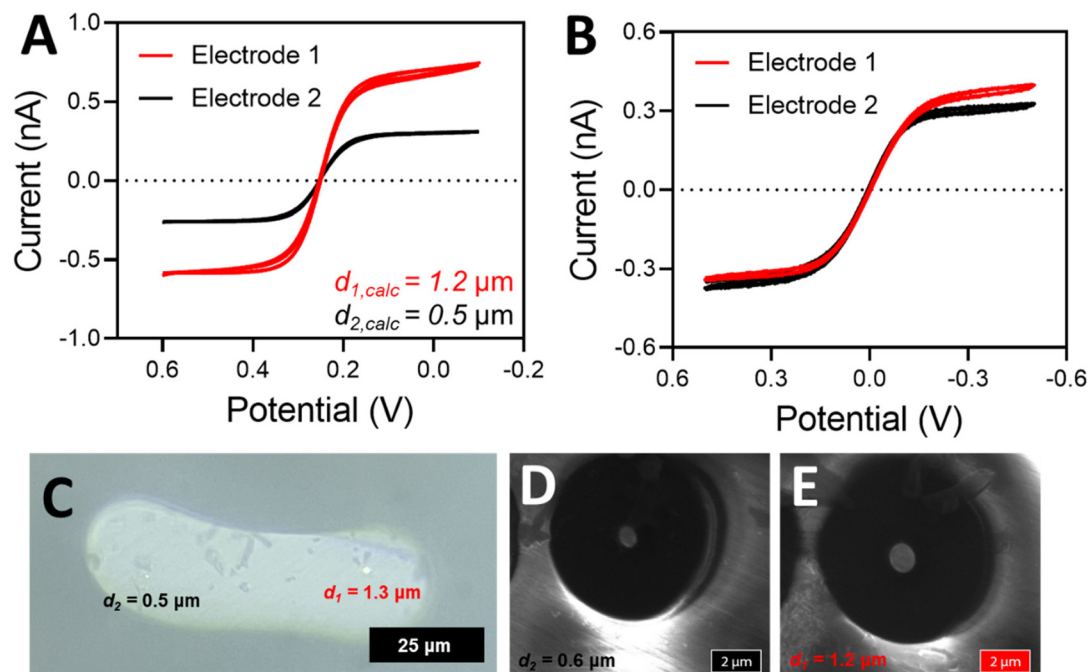 A
Current (nA)
1.0
0.5
0.0
-0.5
-1.0
Electrode 1
Electrode 2
d1,calc = 1.2 µm
d2,calc = 0.5 µm
0.6 0.4 0.2 0.0 -0.2
Potential (V)
B
Current (nA)
0.6
0.3
0.0
-0.3
-0.6
Electrode 1
Electrode 2
0.6 0.3 0.0 -0.3 -0.6
Potential (V)
C
d2 = 0.5 µm
d1 = 1.3 µm
25 µm
D
d2 = 0.6 µm
2 µm
E
d1 = 1.2 µm
2 µm